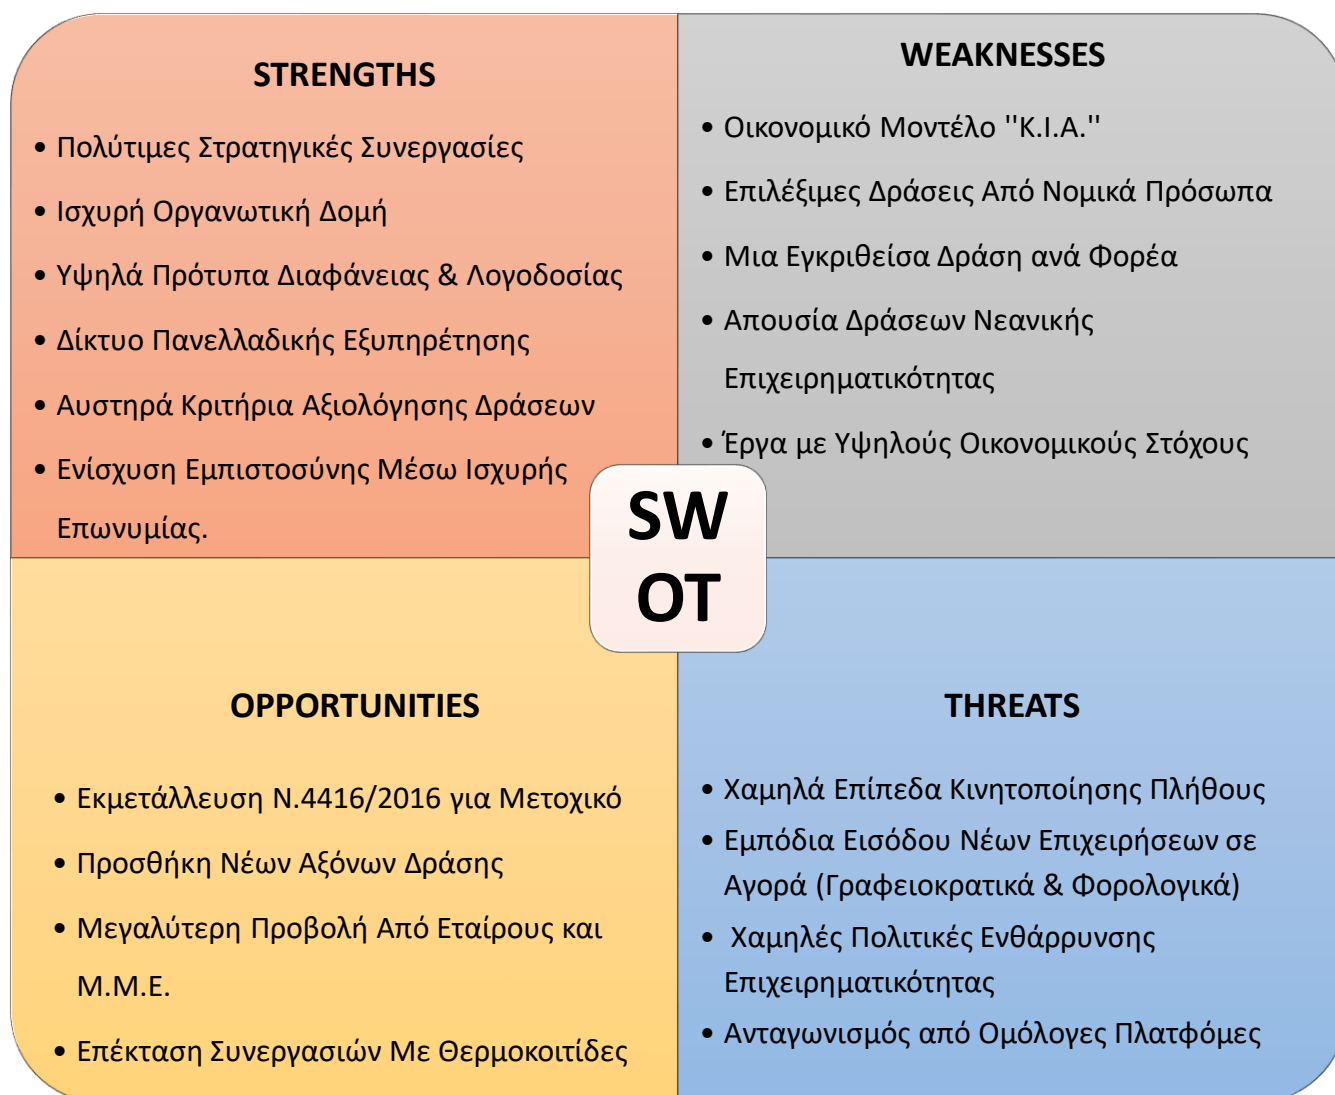 STRENGTHS
• Πολύτιμες Στρατηγικές Συνεργασίες
• Ισχυρή Οργανωτική Δομή
• Υψηλά Πρότυπα Διαφάνειας & Λογοδοσίας
• Δίκτυο Πανελλαδικής Εξυπηρέτησης
• Αυστηρά Κριτήρια Αξιολόγησης Δράσεων
• Ενίσχυση Εμπιστοσύνης Μέσω Ισχυρής
Επωνυμίας.
WEAKNESSES
• Οικονομικό Μοντέλο ''Κ.Ι.Α.''
• Επιλέξιμες Δράσεις Από Νομικά Πρόσωπα
• Μια Εγκριθείσα Δράση ανά Φορέα
• Απουσία Δράσεων Νεανικής
Επιχειρηματικότητας
• Έργα με Υψηλούς Οικονομικούς Στόχους
SW
OT
OPPORTUNITIES
• Εκμετάλλευση Ν.4416/2016 για Μετοχικό
• Προσθήκη Νέων Αξόνων Δράσης
• Μεγαλύτερη Προβολή Από Εταίρους και
Μ.Μ.Ε.
• Επέκταση Συνεργασιών Με Θερμοκοιτίδες
THREATS
• Χαμηλά Επίπεδα Κινητοποίησης Πλήθους
• Εμπόδια Εισόδου Νέων Επιχειρήσεων σε
Αγορά (Γραφειοκρατικά & Φορολογικά)
• Χαμηλές Πολιτικές Ενθάρρυνσης
Επιχειρηματικότητας
• Ανταγωνισμός από Ομόλογες Πλατφόμες